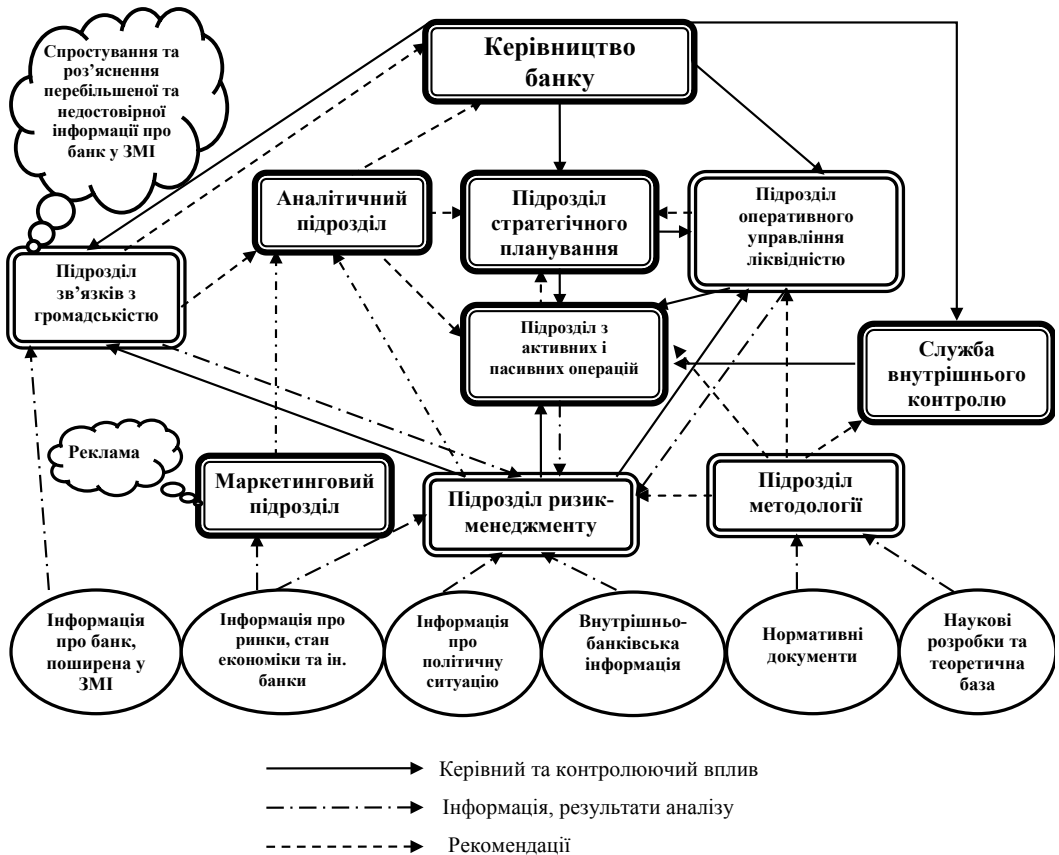 Спростування та
роз’яснення
перебільшеної та
недостовірної
інформації про
банк у ЗМІ
Керівництво
банку
Аналітичний
підрозділ
Підрозділ
стратегічного
планування
Підрозділ
оперативного
управління
ліквідністю
Підрозділ
зв’язків з
громадськістю
Підрозділ з
активних і
пасивних операцій
Служба
внутрішнього
контролю
Реклама
Маркетинговий
підрозділ
Підрозділ ризик-
менеджменту
Підрозділ
методології
Інформація
про банк,
поширена у
ЗМІ
Інформація про
ринки, стан
економіки та ін.
банки
Інформація
про
політичну
ситуацію
Внутрішньо-
банківська
інформація
Нормативні
документи
Наукові
розробки та
теоретична
база
Керівний та контролюючий вплив
Інформація, результати аналізу
Рекомендації